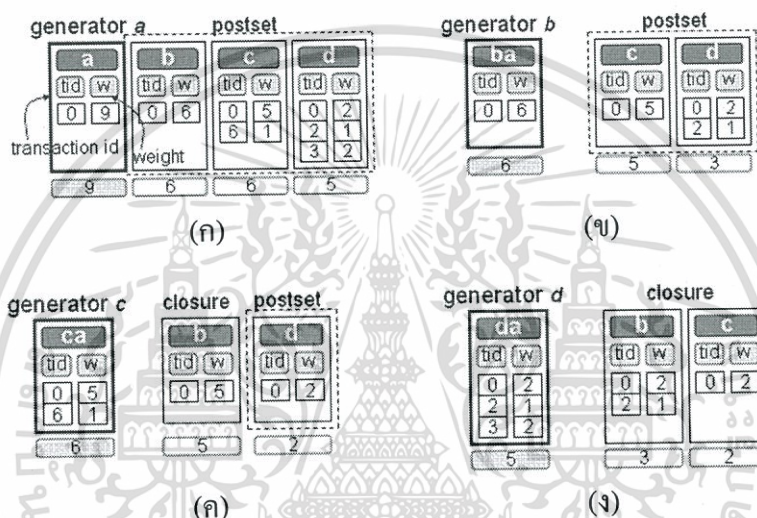 generator a
postset
a
b
c
d
tid w
tid w
tid w
tid w
0 9
0 6
0 5
6 1
0 2
2 1
3 2
transaction id
weight
9
6
6
5
(ก)
generator b
postset
ba
c
d
tid w
tid w
tid w
0 6
0 5
0 2
2 1
6
5
3
(ข)
generator c
closure
postset
ca
b
d
tid w
tid w
tid w
0 5
6 1
0 5
0 2
6
5
2
(ค)
generator d
closure
da
b
c
tid w
tid w
tid w
0 2
2 1
3 2
0 2
2 1
0 2
5
3
2
(ง)